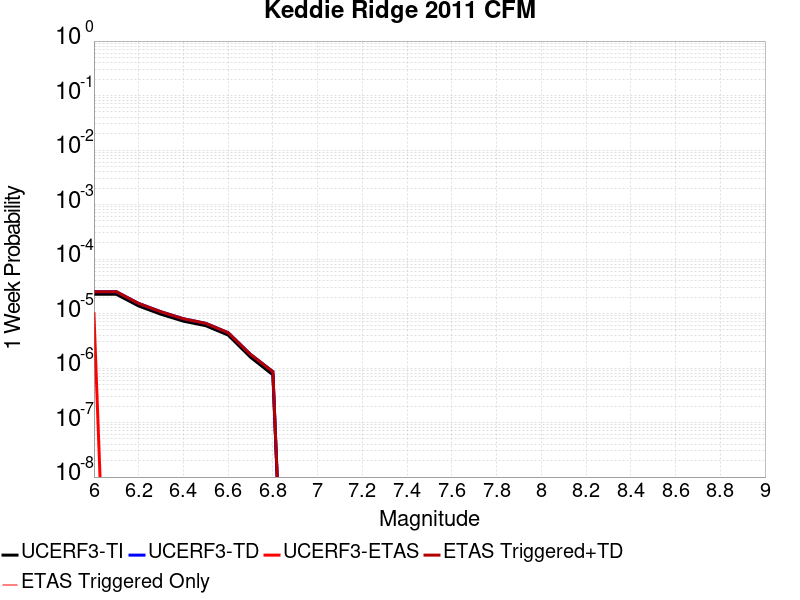 Keddie Ridge 2011 CFM
1 Week Probability
10^0
10^-1
10^-2
10^-3
10^-4
10^-5
10^-6
10^-7
10^-8
6 6.2 6.4 6.6 6.8 7 7.2 7.4 7.6 7.8 8 8.2 8.4 8.6 8.8 9
Magnitude
UCERF3-TI UCERF3-TD UCERF3-ETAS ETAS Triggered+TD
ETAS Triggered Only